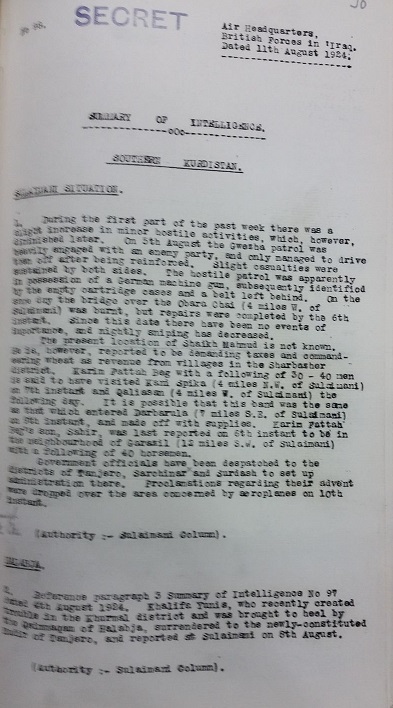 No 98.
SECRET
Air Headquarters,
British Forces in 'Iraq,
Dated 11th August 1924.
SUMMARY OF INTELLIGENCE.
-----------oOo-----------
SOUTHERN KURDISTAN.
SULAIMANI SITUATION.
1. During the first part of the past week there was a
slight increase in minor hostile activities, which, however,
diminished later. On 5th August the Gwezha patrol was
heavily engaged with an enemy party, and only managed to drive
them off after being reinforced. Slight casualties were
sustained by both sides. The hostile patrol was apparently
in possession of a German machine gun, subsequently identified
by the empty cartridge cases and a belt left behind. On the
same day the bridge over the Obara Chai (4 miles W. of
Sulaimani) was burnt, but repairs were completed by the 6th
instant. Since this date there have been no events of
importance, and nightly sniping has decreased.
The present location of Shaikh Mahmud is not known.
He is, however reported to be demanding taxes and command-
eering wheat as revenue from villages in the Sharbazher
district. Karim Fattah Beg with a following of 30 - 40 men
is said to have visited Kani Spika (4 miles N.W. of Sulaimani)
on 7th instant and Qaliasan (4 miles W. of Sulaimani) the
following day. It is possible that this band was the same
as that which entered Darbarula (7 miles S.E. of Sulaimani)
on 8th instant, and made off with supplies. Karim Fattah
Beg's son, Sabir, was last reported on 6th instant to be in
the neighbourhood of (12 miles S.W. of Sulaimani)
with a following of 40 horsemen.
Government officials have been despatched to the
districts of Tanjero, Sarchinar and Surdash to set up
administration there. Proclamations regarding their advent
were dropped over the area concerned by aeroplanes on 10th
instant.
(Authority :- Sulaimani Column).
HALABJA.
2. Reference paragraph 3 Summary of Intelligence No 97
dated 4th August 1924. Khalifa Yunis, who recently created
trouble in the Khurmal district and was brought to heel by
the Qaimmaqam of Halabja, surrendered to the newly-constituted
Mudir of Tanjero, and reported at Sulaimani on 8th August.
(Authority :- Sulaimani Column).